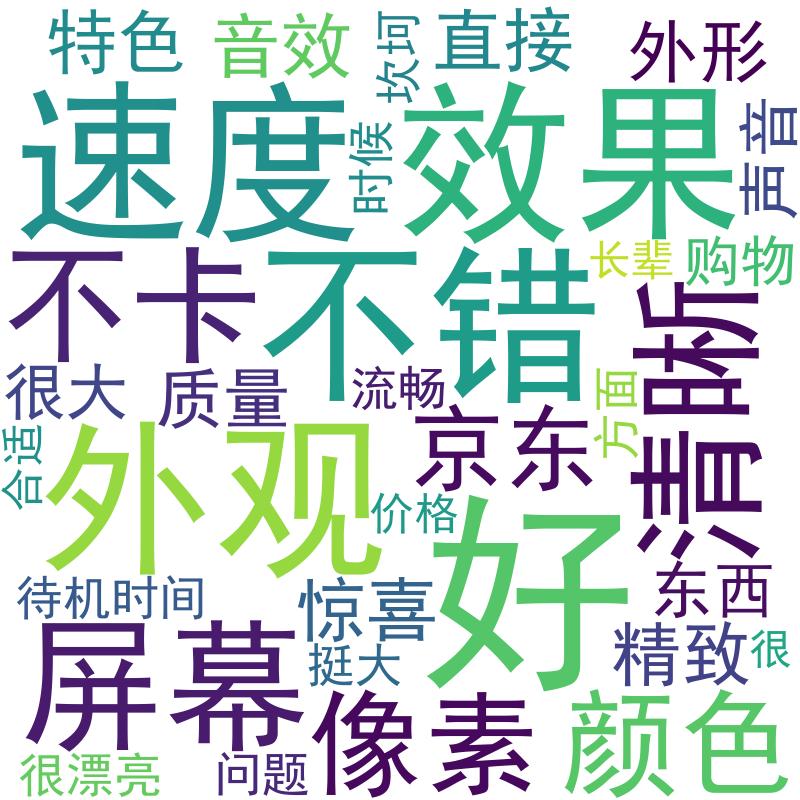 特色
音效
坎坷
直接
外形
速度
时候
效果
声音
不卡
不错
长辈
购物
清晰
很大
质量
流畅
方面
合适
外观
京东
价格
好
待机时间
惊喜
东西
屏幕
挺大
精致
很
像素
颜色
很漂亮
问题